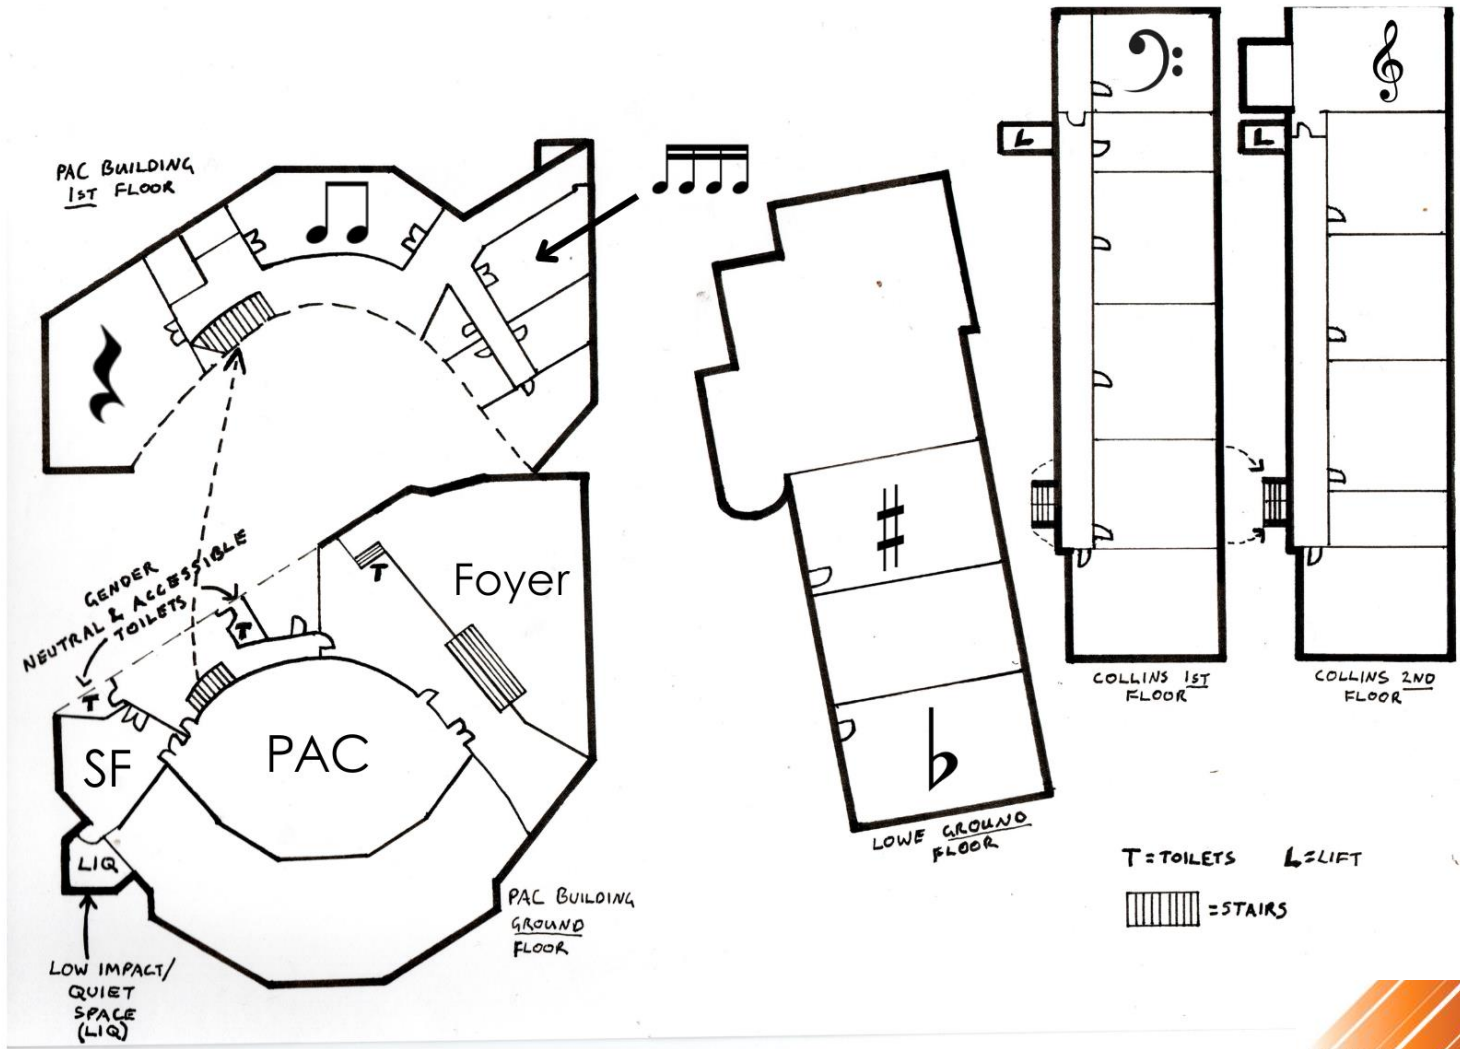 PAC BUILDING
1ST FLOOR
GENDER
NEUTRAL & ACCESSIBLE
TOILETS
T
T
T
Foyer
SF
PAC
LIQ
LOW IMPACT/
QUIET
SPACE
(LIQ)
PAC BUILDING
GROUND
FLOOR
LOWE GROUND
FLOOR
L
L
COLLINS 1ST
FLOOR
COLLINS 2ND
FLOOR
T = TOILETS L = LIFT
= STAIRS